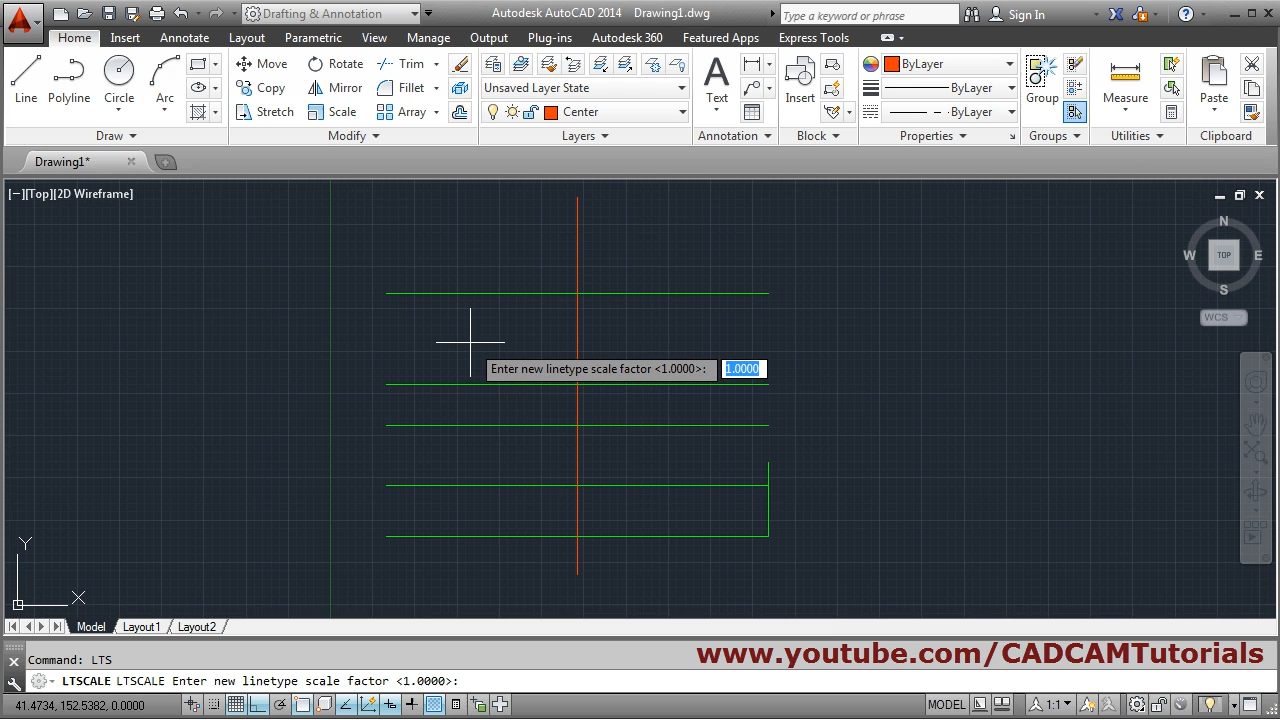 Drafting & Annotation
Autodesk AutoCAD 2014 Drawing1.dwg
Type a keyword or phrase
Sign In
Home Insert Annotate Layout Parametric View Manage Output Plug-ins Autodesk 360 Featured Apps Express Tools
Line
Polyline
Circle
Arc
Draw
Move
Rotate
Trim
Copy
Mirror
Fillet
Stretch
Scale
Array
Modify
Unsaved Layer State
Center
Layers
Text
Annotation
Insert
Block
ByLayer
ByLayer
ByLayer
Properties
Group
Groups
Measure
Utilities
Paste
Clipboard
Drawing1*
[−][Top][2D Wireframe]
N
W
TOP
E
S
WCS
Enter new linetype scale factor <1.0000>: 1.0000
Y
X
Model Layout1 Layout2
Command: LTS
www.youtube.com/CADCAMTutorials
LTSCALE LTSCALE Enter new linetype scale factor <1.0000>:
41.4734, 152.5382, 0.0000
MODEL
1:1